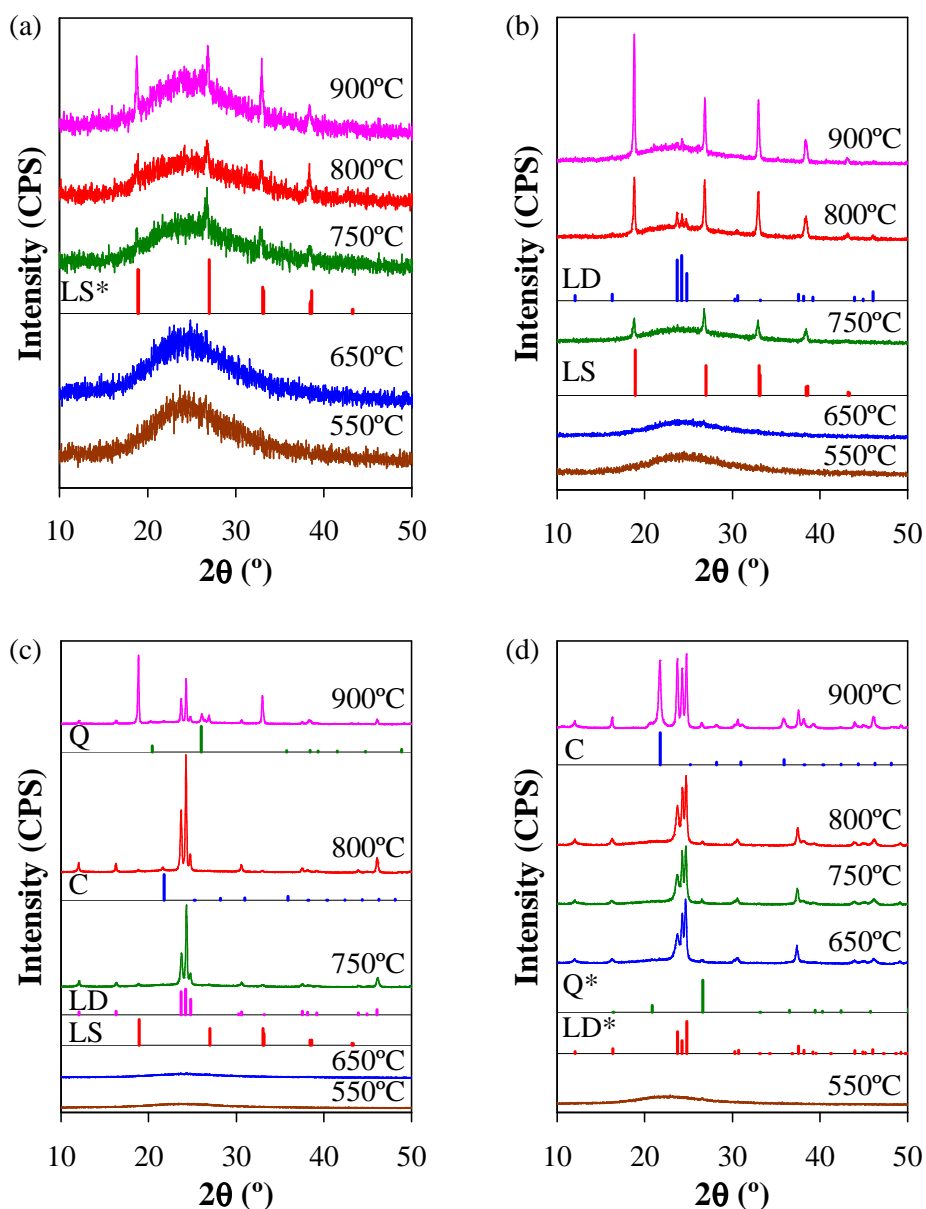 (a)
Intensity (CPS)
900ºC
800ºC
750ºC
LS*
650ºC
550ºC
10 20 30 40 50
2θ (º)
(b)
Intensity (CPS)
900ºC
800ºC
LD
750ºC
LS
650ºC
550ºC
10 20 30 40 50
2θ (º)
(c)
Intensity (CPS)
900ºC
Q
800ºC
C
750ºC
LD
LS
650ºC
550ºC
10 20 30 40 50
2θ (º)
(d)
Intensity (CPS)
900ºC
C
800ºC
750ºC
650ºC
Q*
LD*
550ºC
10 20 30 40 50
2θ (º)